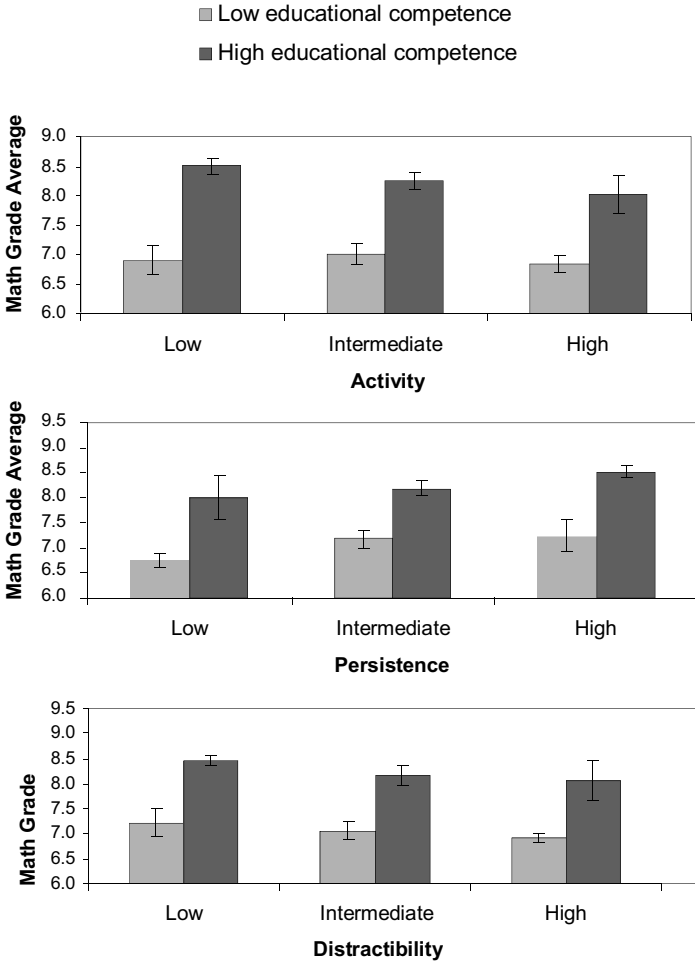 Low educational competence
High educational competence
Math Grade Average
9.0
8.5
8.0
7.5
7.0
6.5
6.0
Low Intermediate High
Activity
Math Grade Average
9.5
9.0
8.5
8.0
7.5
7.0
6.5
6.0
Low Intermediate High
Persistence
Math Grade
9.5
9.0
8.5
8.0
7.5
7.0
6.5
6.0
Low Intermediate High
Distractibility